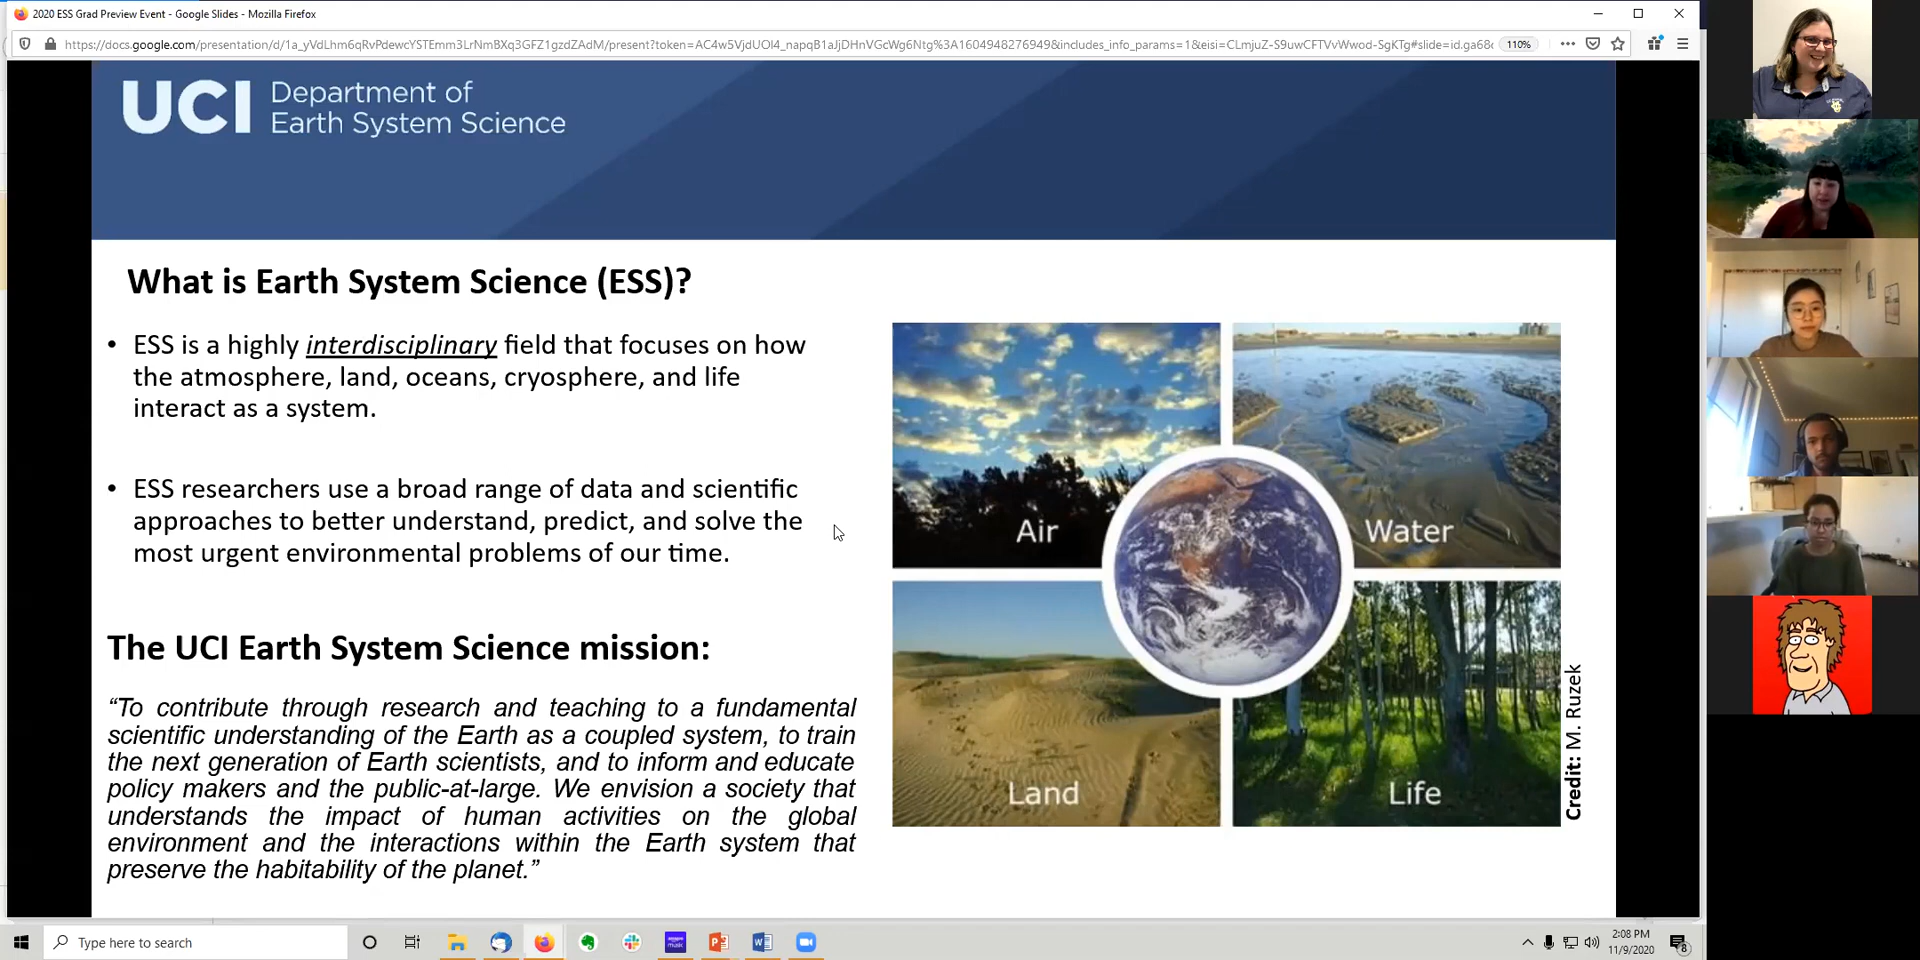 2020 ESS Grad Preview Event - Google Slides - Mozilla Firefox
110%
UCI Department of
Earth System Science
What is Earth System Science (ESS)?
• ESS is a highly interdisciplinary field that focuses on how
the atmosphere, land, oceans, cryosphere, and life
interact as a system.
• ESS researchers use a broad range of data and scientific
approaches to better understand, predict, and solve the
most urgent environmental problems of our time.
The UCI Earth System Science mission:
“To contribute through research and teaching to a fundamental
scientific understanding of the Earth as a coupled system, to train
the next generation of Earth scientists, and to inform and educate
policy makers and the public-at-large. We envision a society that
understands the impact of human activities on the global
environment and the interactions within the Earth system that
preserve the habitability of the planet.”
Air
Water
Land
Life
Credit: M. Ruzek
Type here to search
2:08 PM
11/9/2020
8